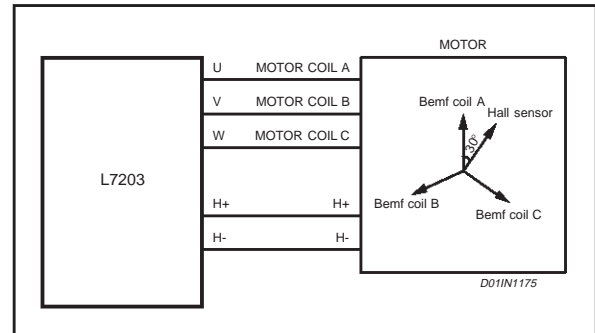 MOTOR
U MOTOR COIL A
V MOTOR COIL B
W MOTOR COIL C
L7203
H+ H+
H- H-
Bemf coil A
Hall sensor
30°
Bemf coil B
Bemf coil C
D01IN1175